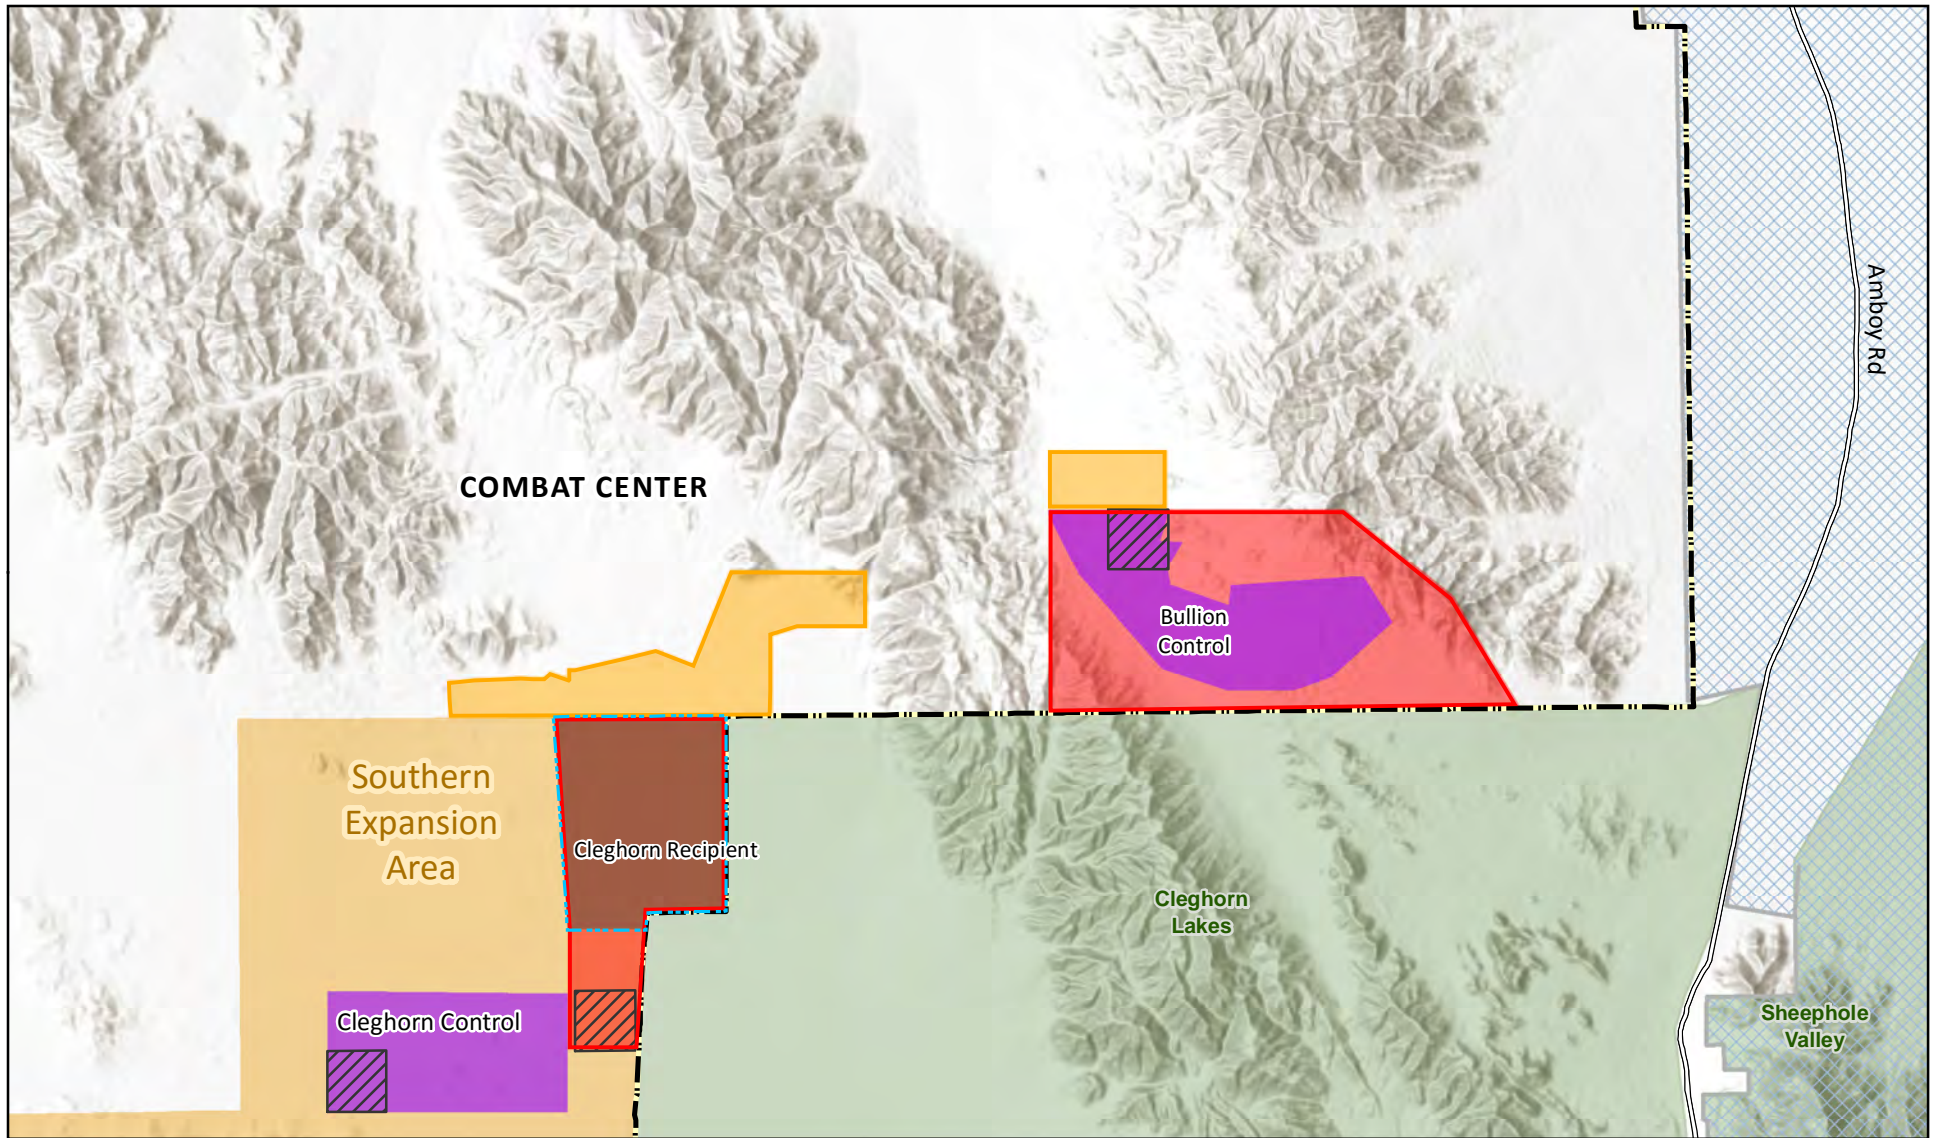 Amboy Rd
COMBAT CENTER
Bullion
Control
Southern
Expansion
Area
Cleghorn Recipient
Cleghorn
Lakes
Cleghorn Control
Sheephole
Valley